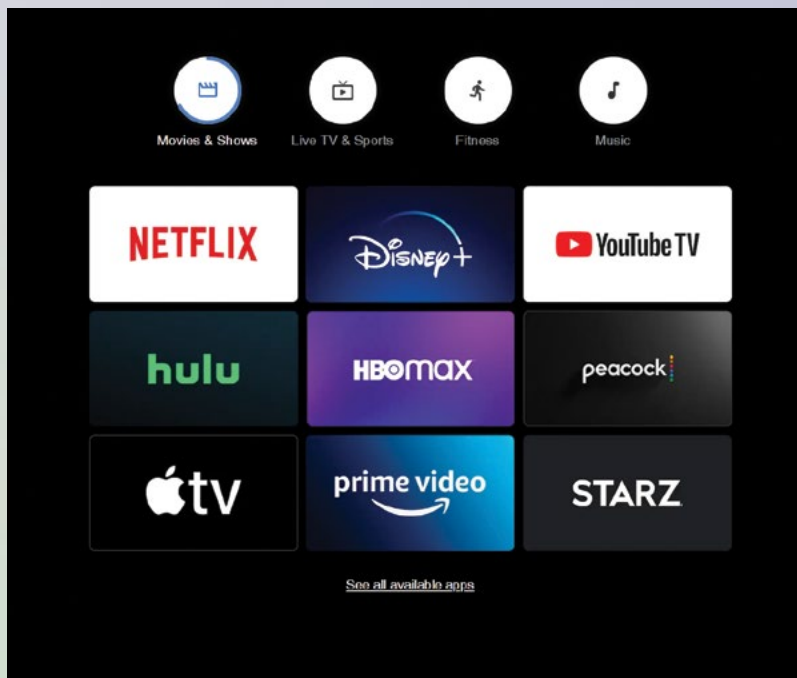 Movies & Shows Live TV & Sports Fitness Music
NETFLIX Disney+ YouTube TV
hulu HBOmax peacock
tv prime video STARZ
See all available apps